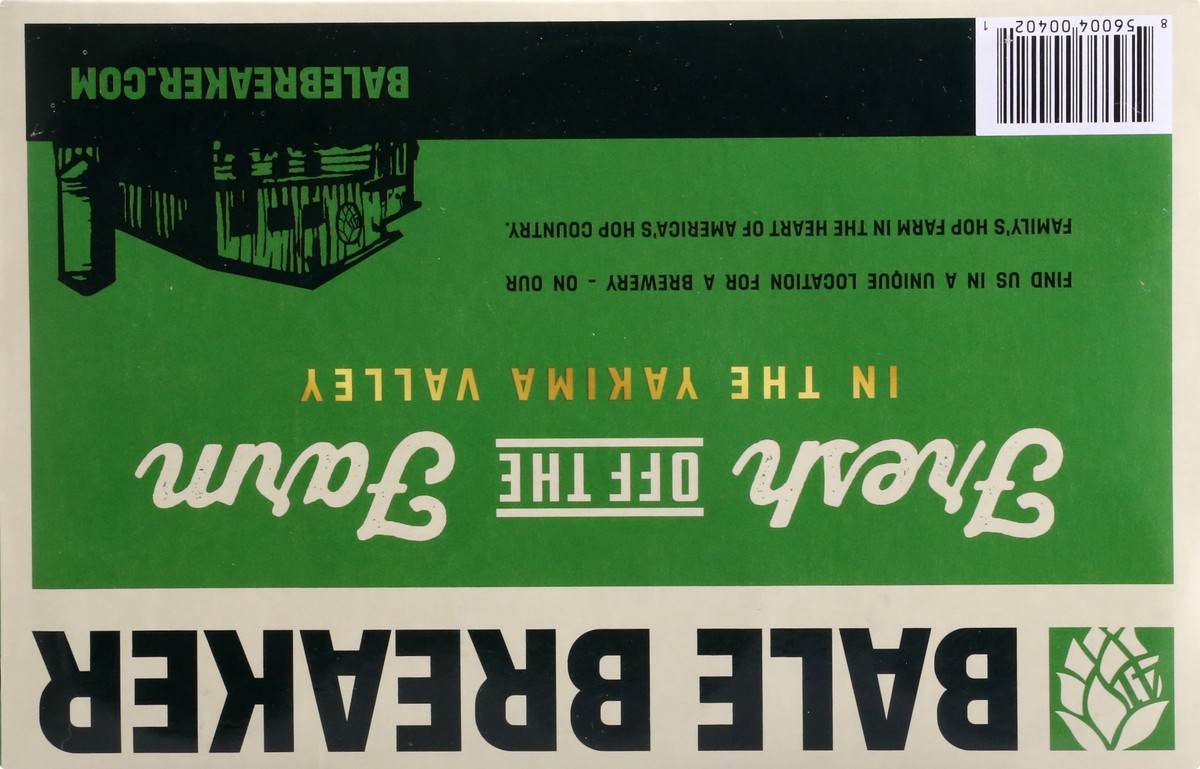 BALE BREAKER
Fresh OFF THE Farm
IN THE YAKIMA VALLEY
FIND US IN A UNIQUE LOCATION FOR A BREWERY - ON OUR
FAMILY'S HOP FARM IN THE HEART OF AMERICA'S HOP COUNTRY.
BALEBREAKER.COM
8 56004 00402 1